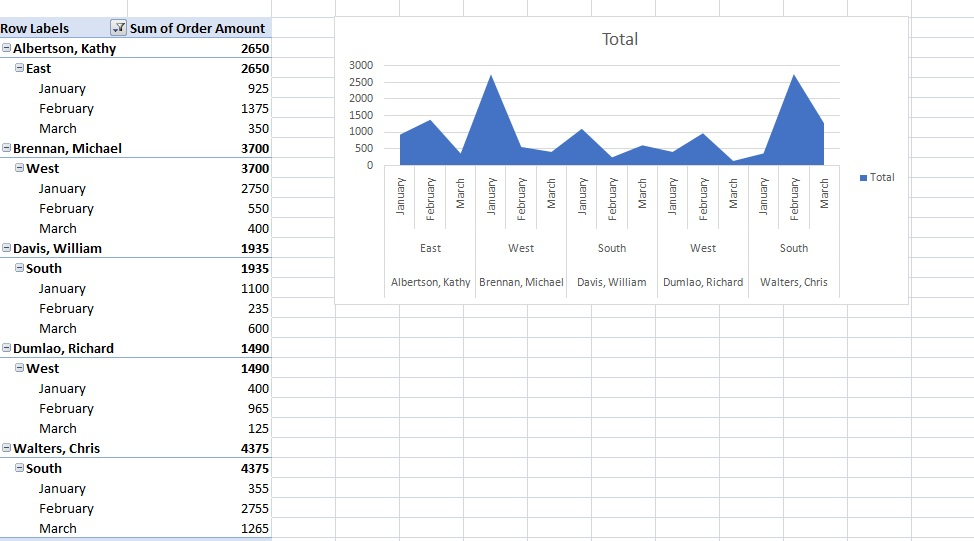 Row Labels Sum of Order Amount
Albertson, Kathy 2650
East 2650
January 925
February 1375
March 350
Brennan, Michael 3700
West 3700
January 2750
February 550
March 400
Davis, William 1935
South 1935
January 1100
February 235
March 600
Dumlao, Richard 1490
West 1490
January 400
February 965
March 125
Walters, Chris 4375
South 4375
January 355
February 2755
March 1265
Total
3000
2500
2000
1500
1000
500
0
January February March January February March January February March January February March January February March
East West South West South
Albertson, Kathy Brennan, Michael Davis, William Dumlao, Richard Walters, Chris
Total